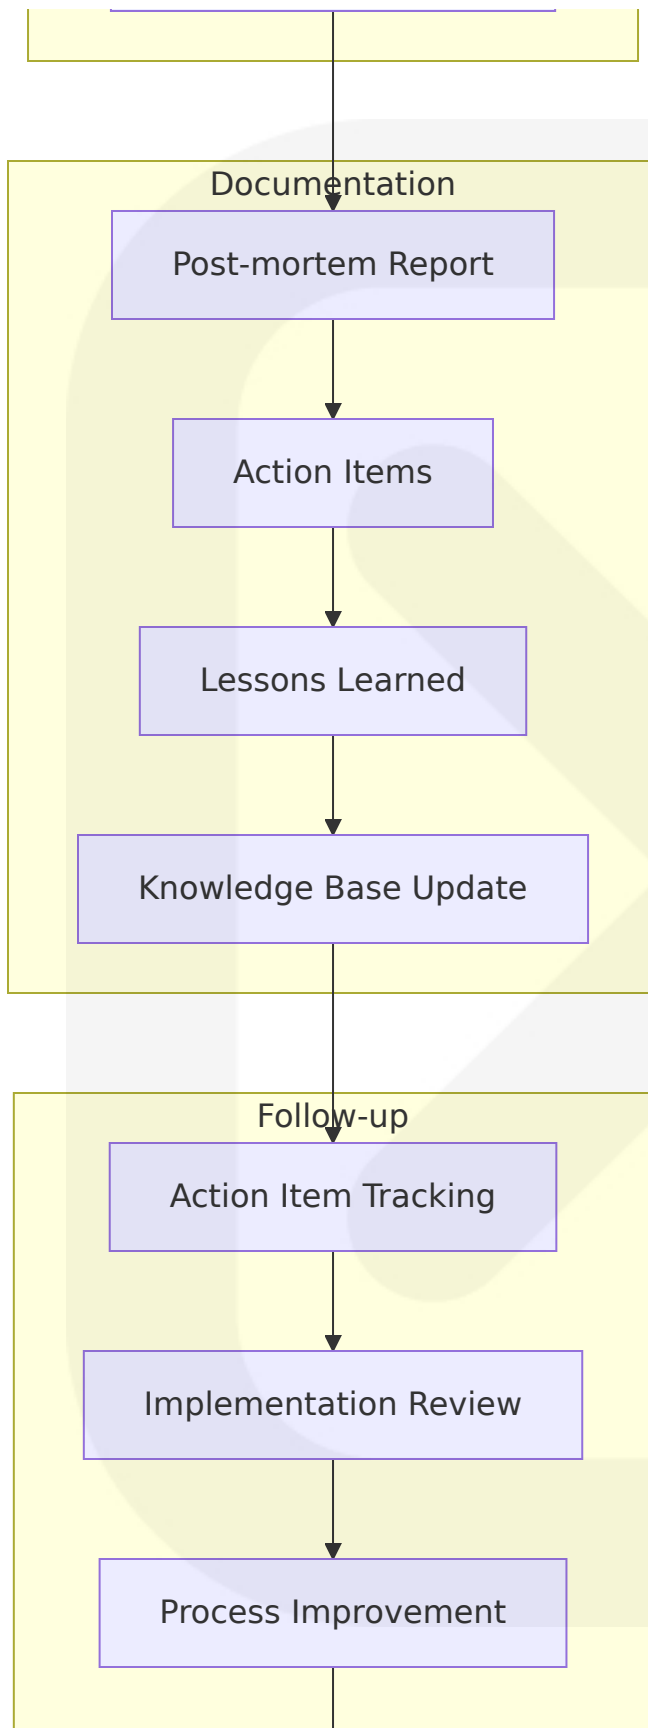 Documentation
Post-mortem Report
Action Items
Lessons Learned
Knowledge Base Update
Follow-up
Action Item Tracking
Implementation Review
Process Improvement